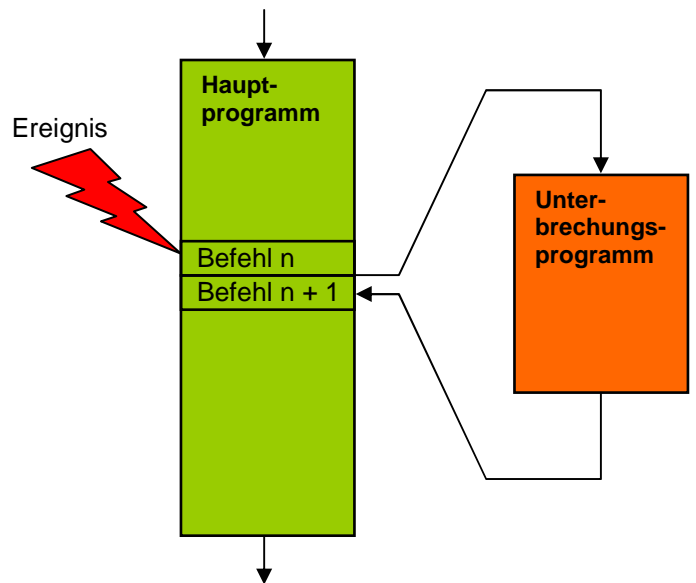 Haupt-
programm
Ereignis
Unter-
brechungs-
programm
Befehl n
Befehl n + 1